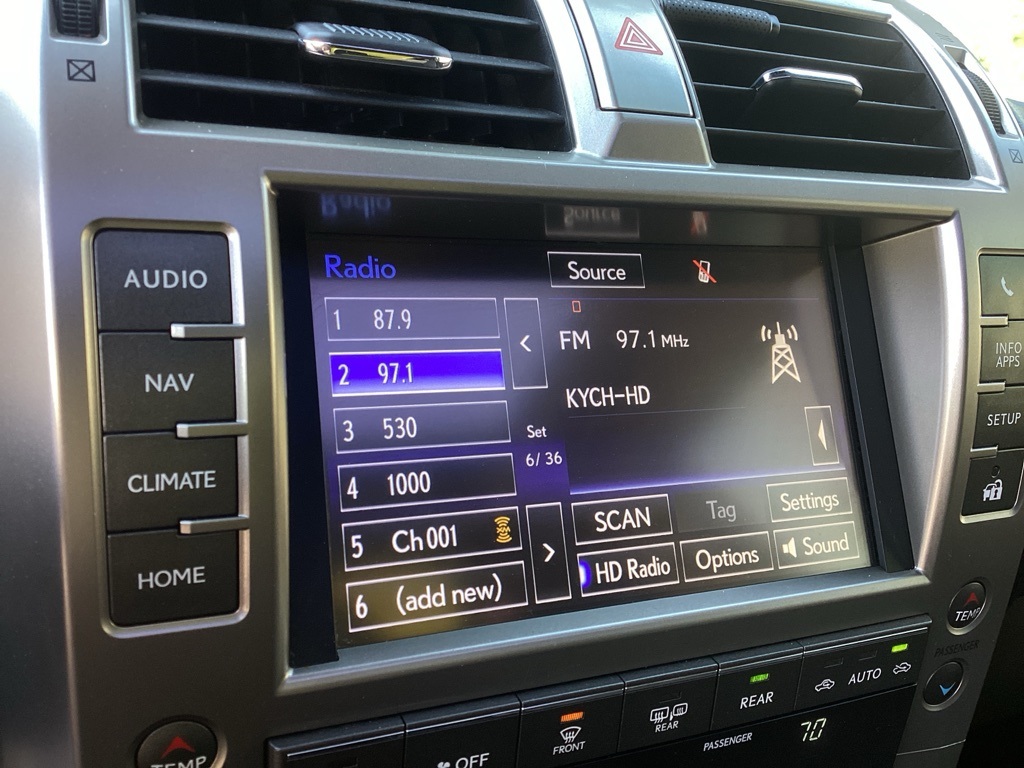 AUDIO
NAV
CLIMATE
HOME
Radio
Source
1 87.9
2 97.1
3 530
4 1000
5 Ch 001 XM
6 (add new)
<
Set
6/ 36
>
FM 97.1 MHz
KYCH-HD
SCAN
Tag
Settings
HD Radio
Options
Sound
INFO
APPS
SETUP
TEMP
PASSENGER
TEMP
OFF
FRONT
REAR
REAR
AUTO
PASSENGER
70